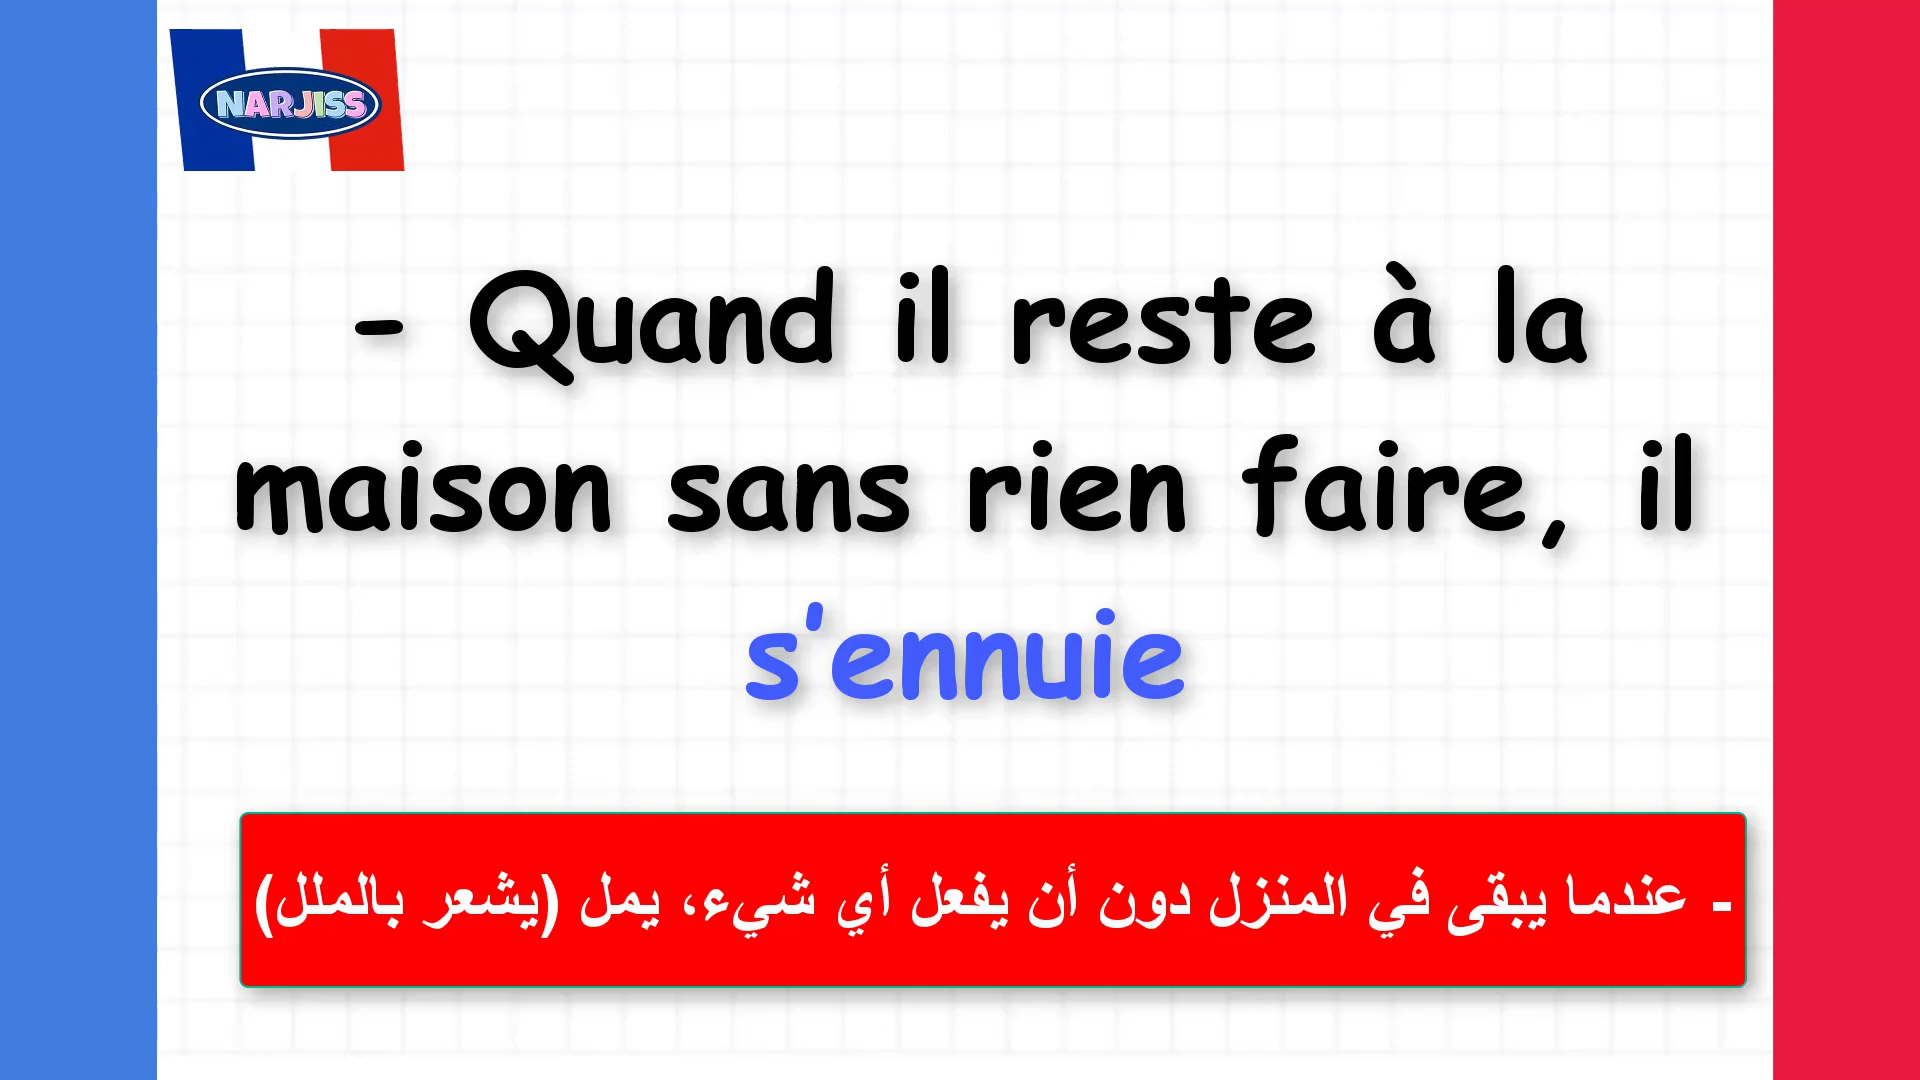 NARJISS
- Quand il reste à la
maison sans rien faire, il
s'ennuie
- عندما يبقى في المنزل دون أن يفعل أي شيء، يمل (يشعر بالملل)